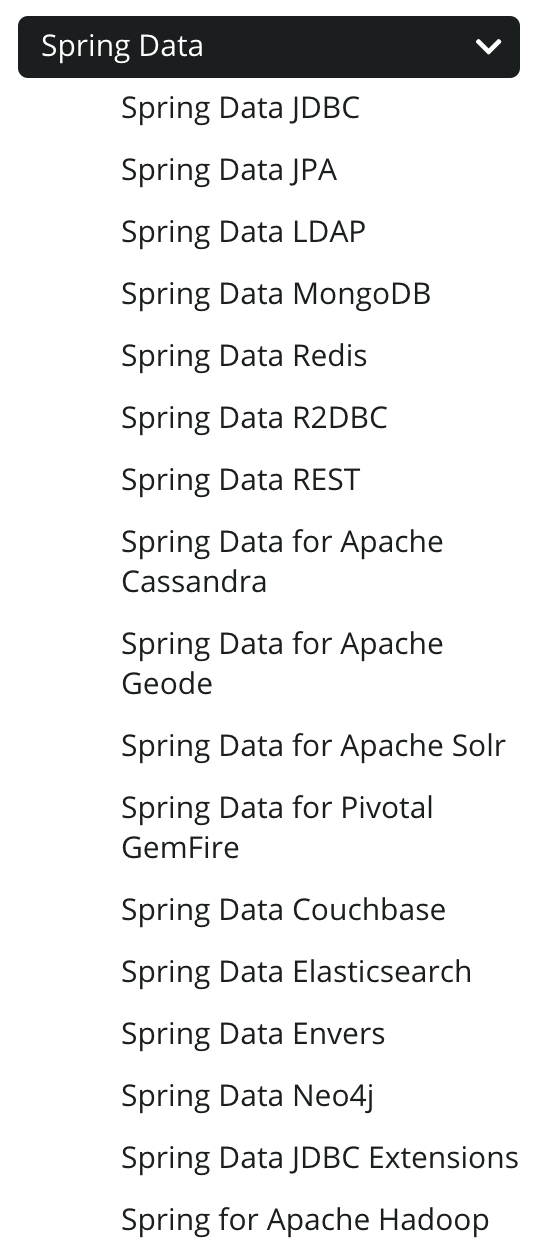 Spring Data
Spring Data JDBC
Spring Data JPA
Spring Data LDAP
Spring Data MongoDB
Spring Data Redis
Spring Data R2DBC
Spring Data REST
Spring Data for Apache
Cassandra
Spring Data for Apache
Geode
Spring Data for Apache Solr
Spring Data for Pivotal
GemFire
Spring Data Couchbase
Spring Data Elasticsearch
Spring Data Envers
Spring Data Neo4j
Spring Data JDBC Extensions
Spring for Apache Hadoop